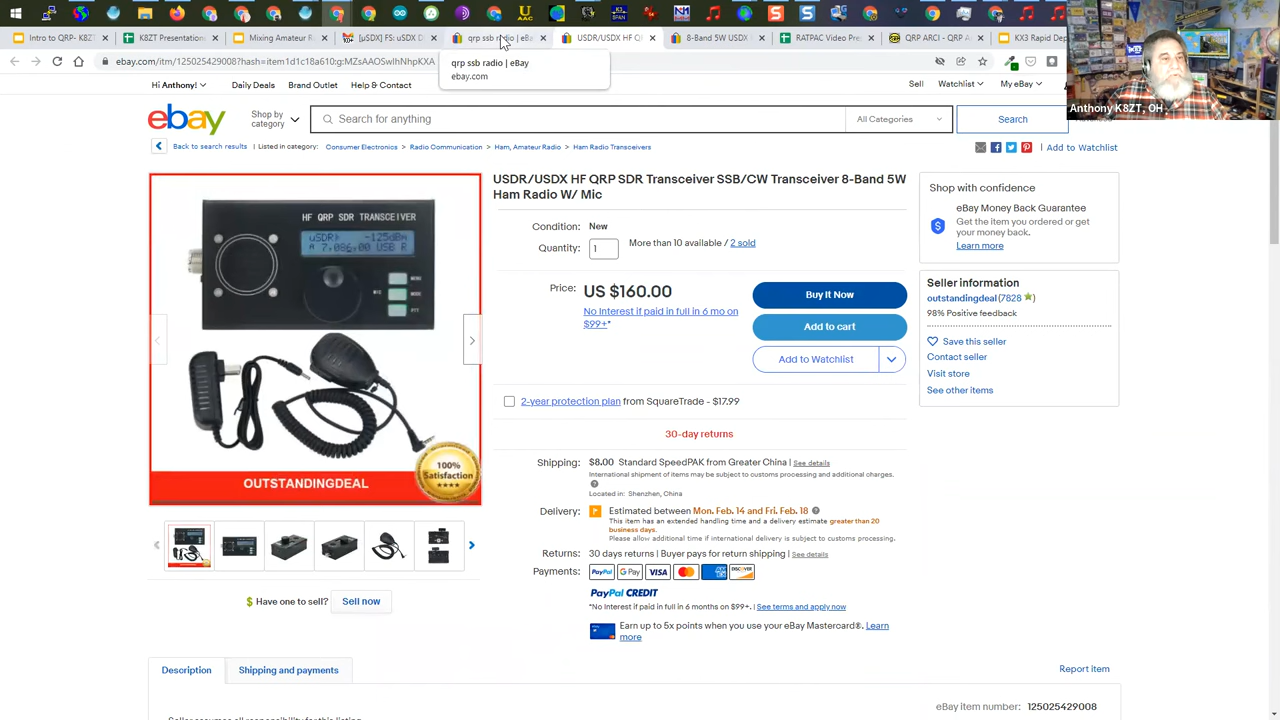 Intro to QRP-
K8ZT Presentations
Mixing Amateur R
[uSDX] Fs: uSDX D
qrp ssb radio | eBa
USDR/USDX HF Q
8-Band 5W USDX
RATPAC Video Pre
QRP ARCI - QRP
KX3 Rapid Dep
ebay.com/itm/125025429008?hash=item1d1c18a610:g:MZsAAOSwIhNhpKXA
qrp ssb radio | eBay
ebay.com
Anthony K8ZT, OH
Hi Anthony!
Daily Deals
Brand Outlet
Help & Contact
Sell
Watchlist
My eBay
ebay
Shop by
category
Search for anything
All Categories
Search
Advanced
Back to search results
Listed in category:
Consumer Electronics > Radio Communication > Ham, Amateur Radio > Ham Radio Transceivers
Add to Watchlist
USDR/USDX HF QRP SDR Transceiver SSB/CW Transceiver 8-Band 5W
Ham Radio W/ Mic
Condition: New
Quantity: 1 More than 10 available / 2 sold
Price: US $160.00
No Interest if paid in full in 6 mo on
$99+*
Buy It Now
Add to cart
Add to Watchlist
2-year protection plan from SquareTrade - $17.99
30-day returns
Shipping: $8.00 Standard SpeedPAK from Greater China | See details
International shipment of items may be subject to customs processing and additional charges.
Located in: Shenzhen, China
Delivery: Estimated between Mon. Feb. 14 and Fri. Feb. 18
This item has an extended handling time and a delivery estimate greater than 20
business days.
Please allow additional time if international delivery is subject to customs processing.
Returns: 30 days returns | Buyer pays for return shipping | See details
Payments: PayPal G Pay VISA DISCOVER
PayPal CREDIT
*No Interest if paid in full in 6 months on $99+. | See terms and apply now
Earn up to 5x points when you use your eBay Mastercard®. Learn
more
Shop with confidence
eBay Money Back Guarantee
Get the item you ordered or get
your money back.
Learn more
Seller information
outstandingdeal (7828 )
98% Positive feedback
Save this seller
Contact seller
Visit store
See other items
HF QRP SDR TRANSCEIVER
MENU
PTT
100%
Satisfaction
OUTSTANDINGDEAL
Have one to sell? Sell now
Description
Shipping and payments
Report item
eBay item number: 125025429008
Seller assumes all responsibility for this listing.